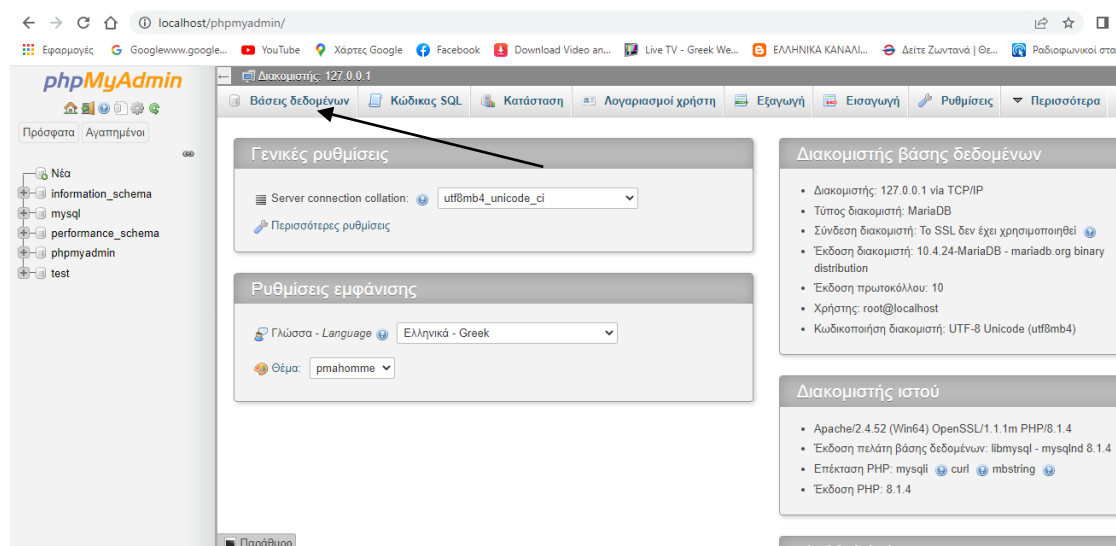 localhost/phpmyadmin/
Εφαρμογές Googlewww.google... YouTube Χάρτες Google Facebook Download Video an... Live TV - Greek We... ΕΛΛΗΝΙΚΑ ΚΑΝΑΛΙ... Δείτε Ζωντανά | Θε... Ραδιοφωνικοί στα
phpMyAdmin
Πρόσφατα Αγαπημένοι
Νέα
information_schema
mysql
performance_schema
phpmyadmin
test
Διακομιστής: 127.0.0.1
Βάσεις δεδομένων Κώδικας SQL Κατάσταση Λογαριασμοί χρήστη Εξαγωγή Εισαγωγή Ρυθμίσεις Περισσότερα
Γενικές ρυθμίσεις
Server connection collation: utf8mb4_unicode_ci
Περισσότερες ρυθμίσεις
Ρυθμίσεις εμφάνισης
Γλώσσα - Language Ελληνικά - Greek
Θέμα: pmahomme
Διακομιστής βάσης δεδομένων
• Διακομιστής: 127.0.0.1 via TCP/IP
• Τύπος διακομιστή: MariaDB
• Σύνδεση διακομιστή: Το SSL δεν έχει χρησιμοποιηθεί
• Έκδοση διακομιστή: 10.4.24-MariaDB - mariadb.org binary
distribution
• Έκδοση πρωτοκόλλου: 10
• Χρήστης: root@localhost
• Κωδικοποίηση διακομιστή: UTF-8 Unicode (utf8mb4)
Διακομιστής ιστού
• Apache/2.4.52 (Win64) OpenSSL/1.1.1m PHP/8.1.4
• Έκδοση πελάτη βάσης δεδομένων: libmysql - mysqlnd 8.1.4
• Επέκταση PHP: mysqli curl mbstring
• Έκδοση PHP: 8.1.4
Παράθυρο